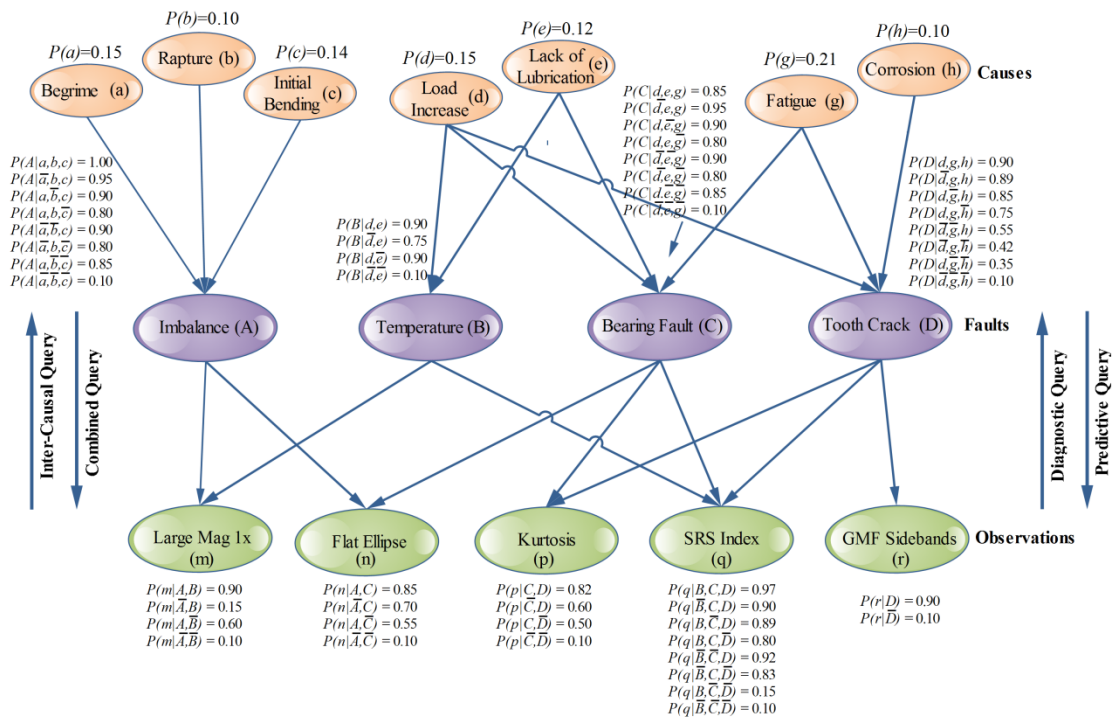 P(a)=0.15
Begrime (a)
P(b)=0.10
Rapture (b)
P(c)=0.14
Initial
Bending (c)
P(d)=0.15
Load
Increase (d)
P(e)=0.12
Lack of
Lubrication (e)
P(g)=0.21
Fatigue (g)
P(h)=0.10
Corrosion (h)
Causes
P(A|a,b,c) = 1.00
P(A|a̅,b,c) = 0.95
P(A|a,b̅,c) = 0.90
P(A|a,b,c̅) = 0.80
P(A|a̅,b̅,c) = 0.90
P(A|a̅,b,c̅) = 0.80
P(A|a,b̅,c̅) = 0.85
P(A|a̅,b̅,c̅) = 0.10
P(B|d,e) = 0.90
P(B|d̅,e) = 0.75
P(B|d,e̅) = 0.90
P(B|d̅,e̅) = 0.10
P(C|d,e,g) = 0.85
P(C|d̅,e,g) = 0.95
P(C|d,e̅,g) = 0.90
P(C|d,e,g̅) = 0.80
P(C|d̅,e̅,g) = 0.90
P(C|d̅,e,g̅) = 0.80
P(C|d,e̅,g̅) = 0.85
P(C|d̅,e̅,g̅) = 0.10
P(D|d,g,h) = 0.90
P(D|d̅,g,h) = 0.89
P(D|d,g̅,h) = 0.85
P(D|d,g,h̅) = 0.75
P(D|d̅,g̅,h) = 0.55
P(D|d̅,g,h̅) = 0.42
P(D|d,g̅,h̅) = 0.35
P(D|d̅,g̅,h̅) = 0.10
Imbalance (A)
Temperature (B)
Bearing Fault (C)
Tooth Crack (D)
Faults
Inter-Causal Query
Combined Query
Diagnostic Query
Predictive Query
Large Mag 1x
(m)
Flat Ellipse
(n)
Kurtosis
(p)
SRS Index
(q)
GMF Sidebands
(r)
Observations
P(m|A,B) = 0.90
P(m|A̅,B) = 0.15
P(m|A,B̅) = 0.60
P(m|A̅,B̅) = 0.10
P(n|A,C) = 0.85
P(n|A̅,C) = 0.70
P(n|A,C̅) = 0.55
P(n|A̅,C̅) = 0.10
P(p|C,D) = 0.82
P(p|C̅,D) = 0.60
P(p|C,D̅) = 0.50
P(p|C̅,D̅) = 0.10
P(q|B,C,D) = 0.97
P(q|B̅,C,D) = 0.90
P(q|B,C̅,D) = 0.89
P(q|B,C,D̅) = 0.80
P(q|B̅,C̅,D) = 0.92
P(q|B̅,C,D̅) = 0.83
P(q|B,C̅,D̅) = 0.15
P(q|B̅,C̅,D̅) = 0.10
P(r|D) = 0.90
P(r|D̅) = 0.10